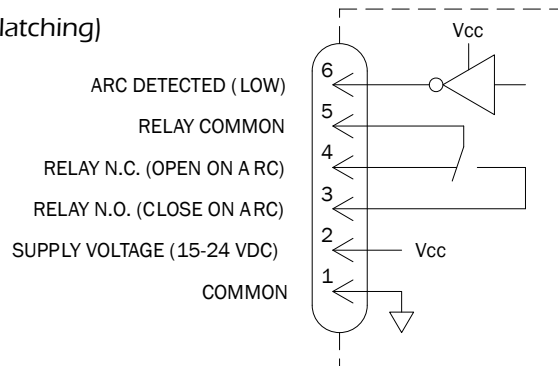 latching)
Vcc
ARC DETECTED (LOW) 6
RELAY COMMON 5
RELAY N.C. (OPEN ON ARC) 4
RELAY N.O. (CLOSE ON ARC) 3
SUPPLY VOLTAGE (15-24 VDC) 2 Vcc
COMMON 1